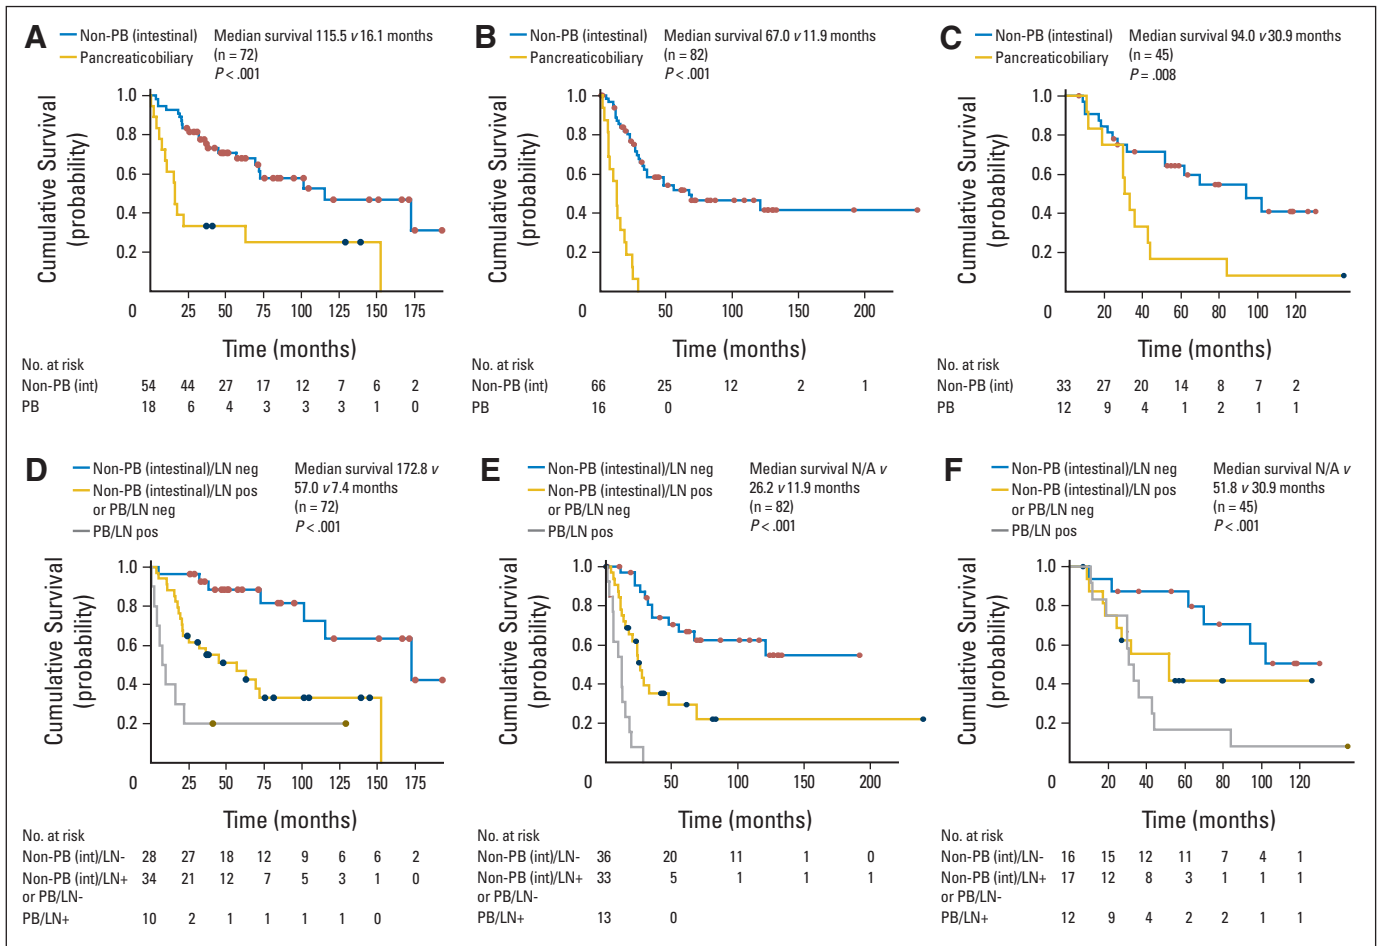 A
Non-PB (intestinal)
Pancreaticobiliary
Median survival 115.5 v 16.1 months
(n = 72)
P < .001
Cumulative Survival
(probability)
1.0
0.8
0.6
0.4
0.2
0 25 50 75 100 125 150 175
Time (months)
No. at risk
Non-PB (int) 54 44 27 17 12 7 6 2
PB 18 6 4 3 3 3 1 0
B
Non-PB (intestinal)
Pancreaticobiliary
Median survival 67.0 v 11.9 months
(n = 82)
P < .001
Cumulative Survival
(probability)
1.0
0.8
0.6
0.4
0.2
0 50 100 150 200
Time (months)
No. at risk
Non-PB (int) 66 25 12 2 1
PB 16 0
C
Non-PB (intestinal)
Pancreaticobiliary
Median survival 94.0 v 30.9 months
(n = 45)
P = .008
Cumulative Survival
(probability)
1.0
0.8
0.6
0.4
0.2
0 20 40 60 80 100 120
Time (months)
No. at risk
Non-PB (int) 33 27 20 14 8 7 2
PB 12 9 4 1 2 1 1
D
Non-PB (intestinal)/LN neg
Non-PB (intestinal)/LN pos
or PB/LN neg
PB/LN pos
Median survival 172.8 v
57.0 v 7.4 months
(n = 72)
P < .001
Cumulative Survival
(probability)
1.0
0.8
0.6
0.4
0.2
0 25 50 75 100 125 150 175
Time (months)
No. at risk
Non-PB (int)/LN- 28 27 18 12 9 6 6 2
Non-PB (int)/LN+ 34 21 12 7 5 3 1 0
or PB/LN-
PB/LN+ 10 2 1 1 1 1 0
E
Non-PB (intestinal)/LN neg
Non-PB (intestinal)/LN pos
or PB/LN neg
PB/LN pos
Median survival N/A v
26.2 v 11.9 months
(n = 82)
P < .001
Cumulative Survival
(probability)
1.0
0.8
0.6
0.4
0.2
0 50 100 150 200
Time (months)
No. at risk
Non-PB (int)/LN- 36 20 11 1 0
Non-PB (int)/LN+ 33 5 1 1 1
or PB/LN-
PB/LN+ 13 0
F
Non-PB (intestinal)/LN neg
Non-PB (intestinal)/LN pos
or PB/LN neg
PB/LN pos
Median survival N/A v
51.8 v 30.9 months
(n = 45)
P < .001
Cumulative Survival
(probability)
1.0
0.8
0.6
0.4
0.2
0 20 40 60 80 100 120
Time (months)
No. at risk
Non-PB (int)/LN- 16 15 12 11 7 4 1
Non-PB (int)/LN+ 17 12 8 3 1 1 1
or PB/LN-
PB/LN+ 12 9 4 2 2 1 1